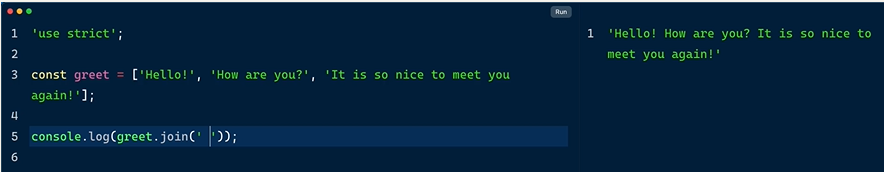 Run
1 'use strict';
2
3 const greet = ['Hello!', 'How are you?', 'It is so nice to meet you
again!'];
4
5 console.log(greet.join(' '));
6
1 'Hello! How are you? It is so nice to
meet you again!'